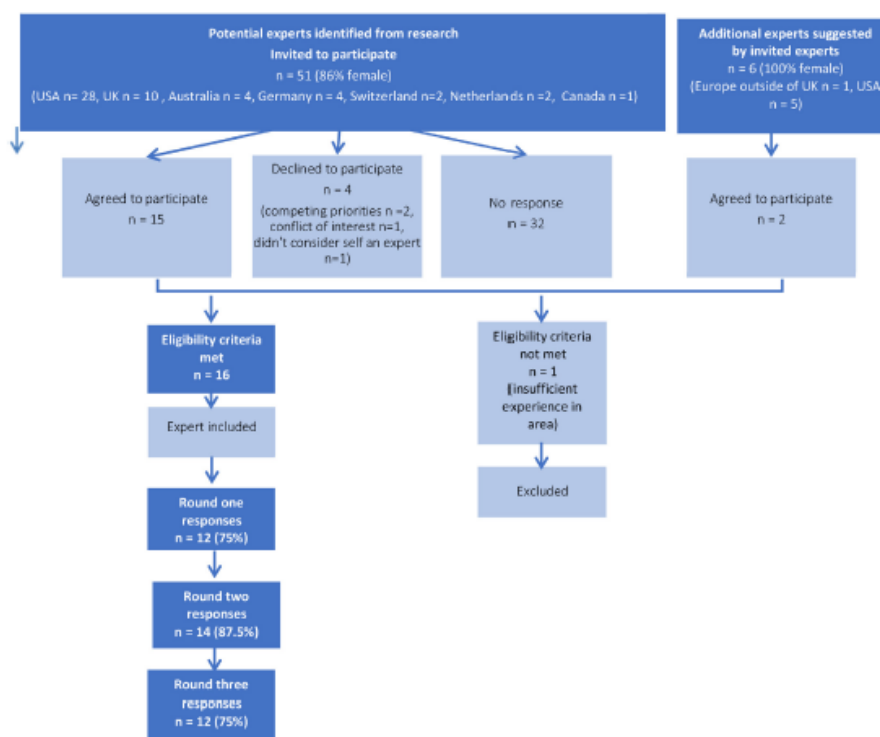 Potential experts identified from research
Invited to participate
n = 51 (86% female)
(USA n= 28, UK n = 10 , Australia n = 4, Germany n = 4, Switzerland n=2, Netherlands n =2, Canada n =1)
Additional experts suggested
by invited experts
n = 6 (100% female)
(Europe outside of UK n = 1, USA
n = 5)
Agreed to participate
n = 15
Declined to participate
n = 4
(competing priorities n =2,
conflict of interest n=1,
didn't consider self an expert
n=1)
No response
n = 32
Agreed to participate
n = 2
Eligibility criteria
met
n = 16
Eligibility criteria
not met
n = 1
(insufficient
experience in
area)
Expert included
Excluded
Round one
responses
n = 12 (75%)
Round two
responses
n = 14 (87.5%)
Round three
responses
n = 12 (75%)